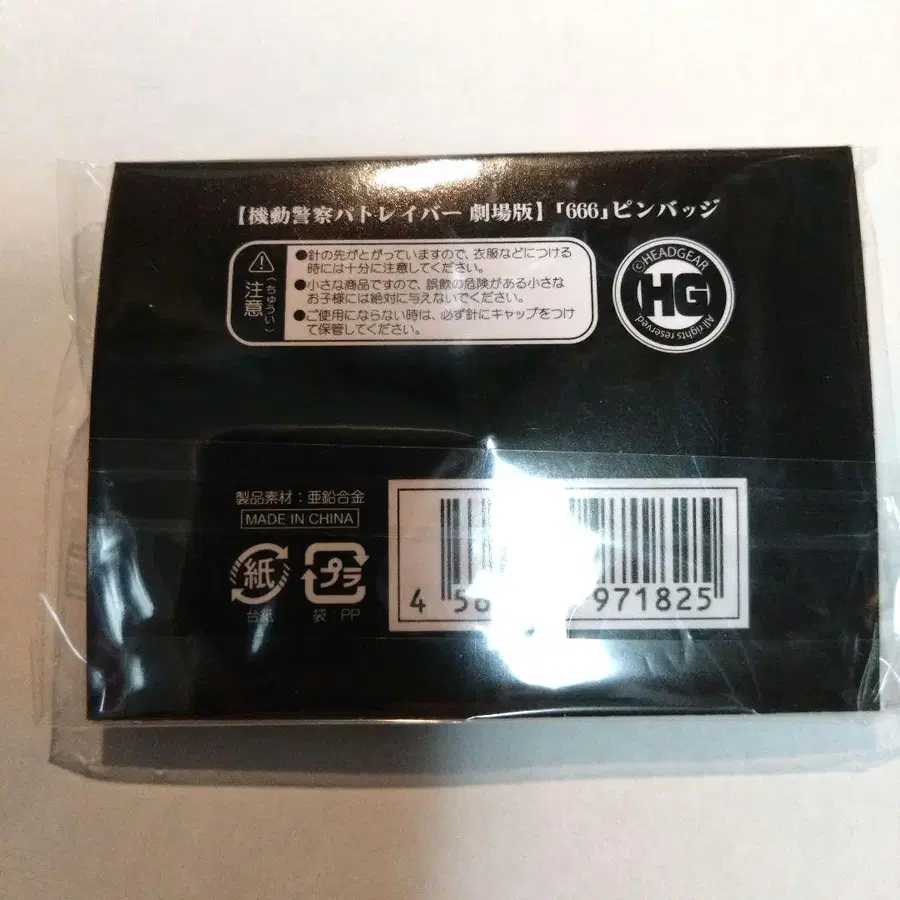 【機動警察パトレイバー 劇場版】「666」ピンバッジ
注意
(ちゅうい)
●針の先がとがっていますので、衣服などにつける
時には十分に注意してください。
●小さな商品ですので、誤飲の危険がある小さな
お子様には絶対に与えないでください。
●ご使用にならない時は、必ず針にキャップをつけ
て保管してください。
©HEADGEAR
HG
All rights reserved.
製品素材:亜鉛合金
MADE IN CHINA
紙
台紙
プラ
袋:PP
4 58 971825